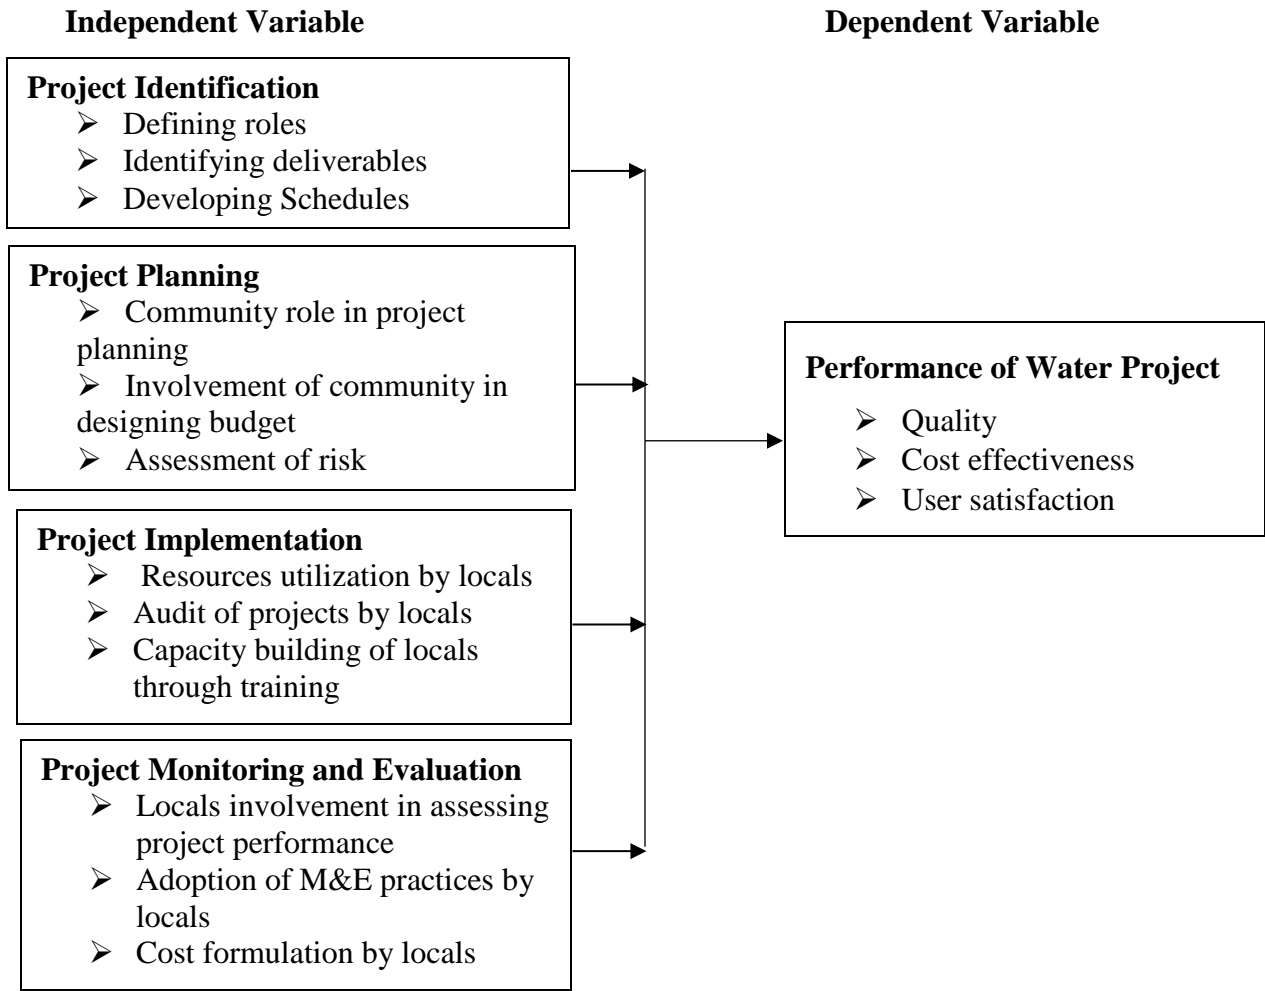 Independent Variable
Dependent Variable
Project Identification
➢ Defining roles
➢ Identifying deliverables
➢ Developing Schedules
Project Planning
➢ Community role in project
planning
➢ Involvement of community in
designing budget
➢ Assessment of risk
Project Implementation
➢ Resources utilization by locals
➢ Audit of projects by locals
➢ Capacity building of locals
through training
Project Monitoring and Evaluation
➢ Locals involvement in assessing
project performance
➢ Adoption of M&E practices by
locals
➢ Cost formulation by locals
Performance of Water Project
➢ Quality
➢ Cost effectiveness
➢ User satisfaction